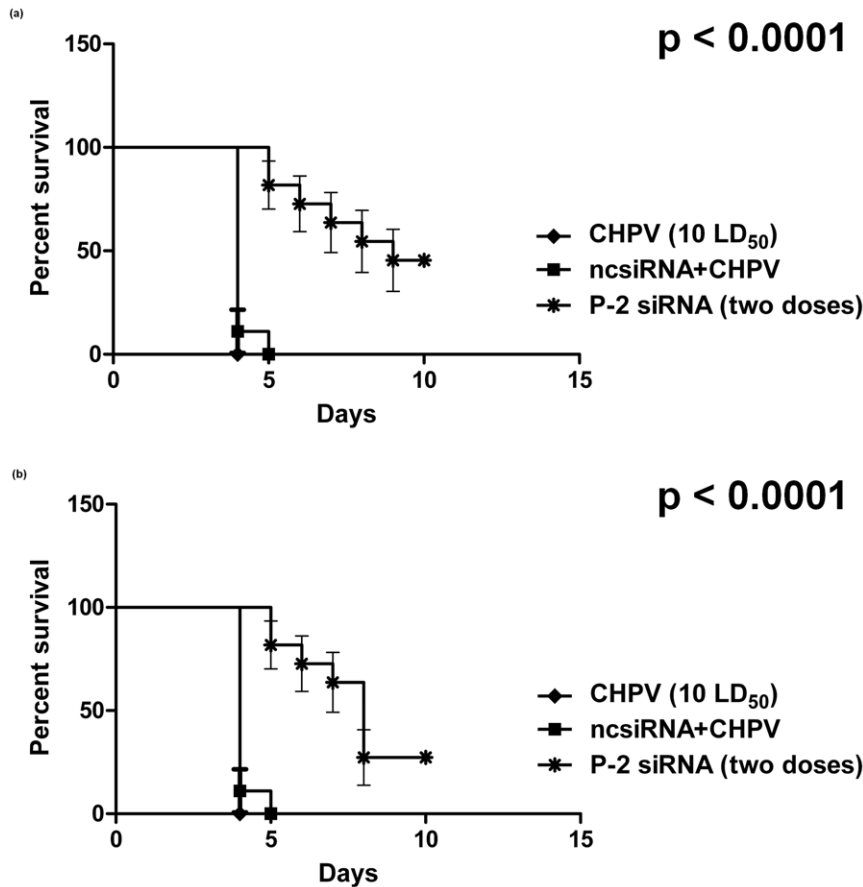 (a)
p < 0.0001
150
100
50
0
Percent survival
0 5 10 15
Days
CHPV (10 LD₅₀)
ncsiRNA+CHPV
P-2 siRNA (two doses)
(b)
p < 0.0001
150
100
50
0
Percent survival
0 5 10 15
Days
CHPV (10 LD₅₀)
ncsiRNA+CHPV
P-2 siRNA (two doses)